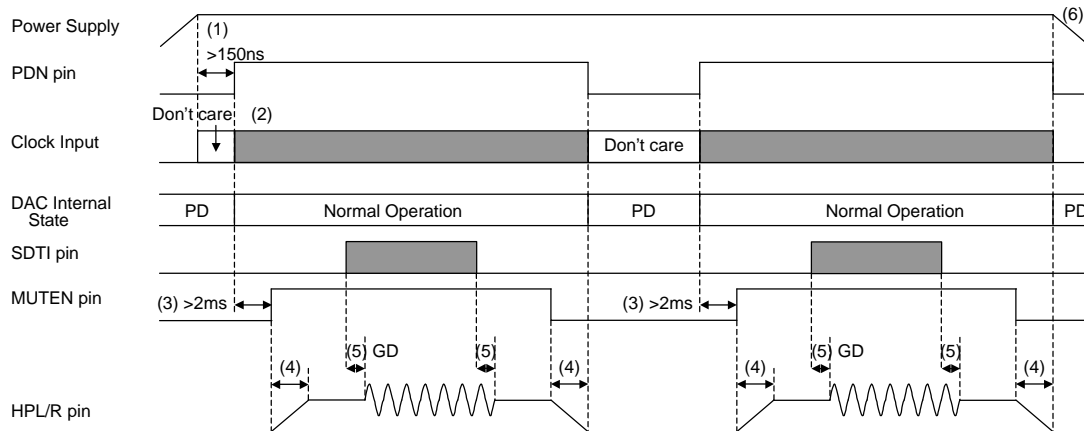 Power Supply (1) (6)
>150ns
PDN pin
Don't care (2)
Clock Input Don't care
DAC Internal
State
PD Normal Operation PD Normal Operation PD
SDTI pin
MUTEN pin (3) >2ms (3) >2ms
(4) (5) GD (5) (4) (4) (5) GD (5) (4)
HPL/R pin